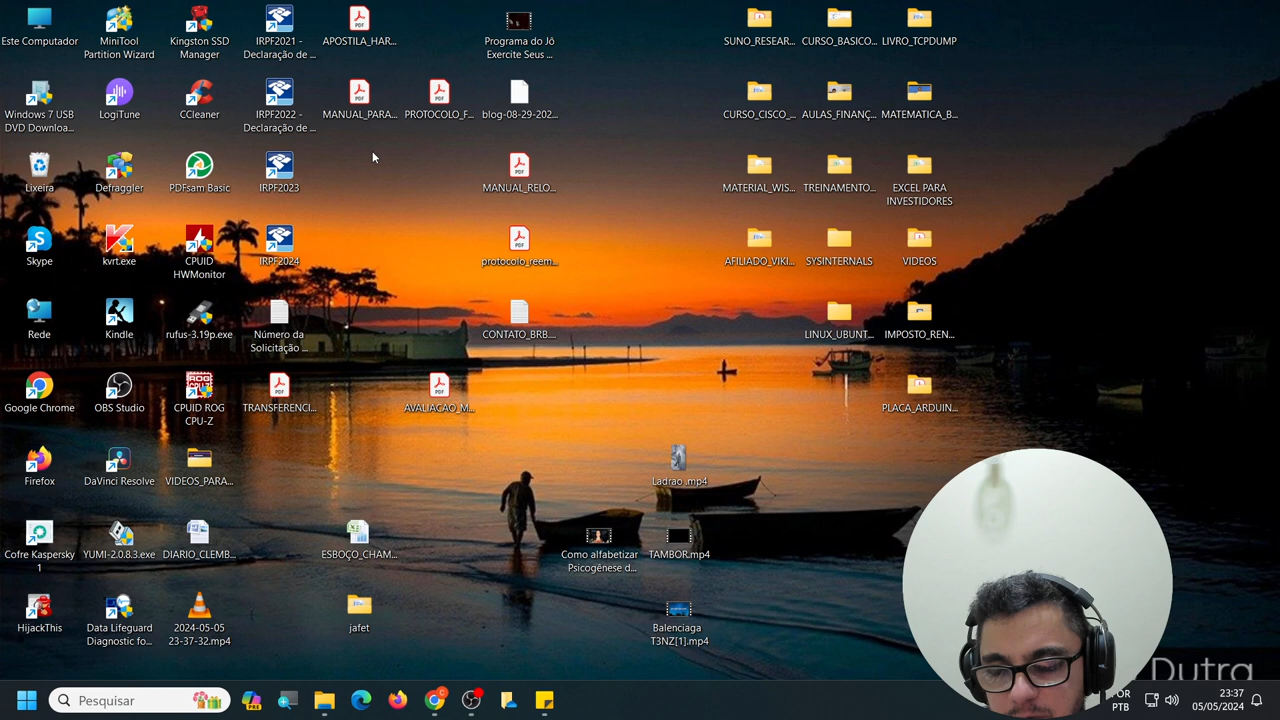 Este Computador
MiniTool
Partition Wizard
Kingston SSD
Manager
IRPF2021 -
Declaração de ...
APOSTILA_HAR...
Programa do Jô
Exercite Seus ...
SUNO_RESEAR...
CURSO_BASICO...
LIVRO_TCPDUMP
Windows 7 USB
DVD Downloa...
LogiTune
CCleaner
IRPF2022 -
Declaração de ...
MANUAL_PARA...
PROTOCOLO_F...
blog-08-29-202...
CURSO_CISCO_...
AULAS_FINANÇ...
MATEMATICA_B...
Lixeira
Defraggler
PDFsam Basic
IRPF2023
MANUAL_RELO...
MATERIAL_WIS...
TREINAMENTO...
EXCEL PARA
INVESTIDORES
Skype
kvrt.exe
CPUID
HWMonitor
IRPF2024
protocolo_reem...
AFILIADO_VIKI...
SYSINTERNALS
VIDEOS
Rede
Kindle
rufus-3.19p.exe
Número da
Solicitação ...
CONTATO_BRB....
LINUX_UBUNT...
IMPOSTO_REN...
Google Chrome
OBS Studio
CPUID ROG
CPU-Z
TRANSFERENCI...
AVALIACAO_M...
PLACA_ARDUIN...
Firefox
DaVinci Resolve
VIDEOS_PARA...
Ladrao .mp4
Cofre Kaspersky
1
YUMI-2.0.8.3.exe
DIARIO_CLEMB...
ESBOÇO_CHAM...
Como alfabetizar
Psicogênese d...
TAMBOR.mp4
HijackThis
Data Lifeguard
Diagnostic fo...
2024-05-05
23-37-32.mp4
jafet
Balenciaga
T3NZ[1].mp4
Dutra
Pesquisar
POR
PTB
23:37
05/05/2024